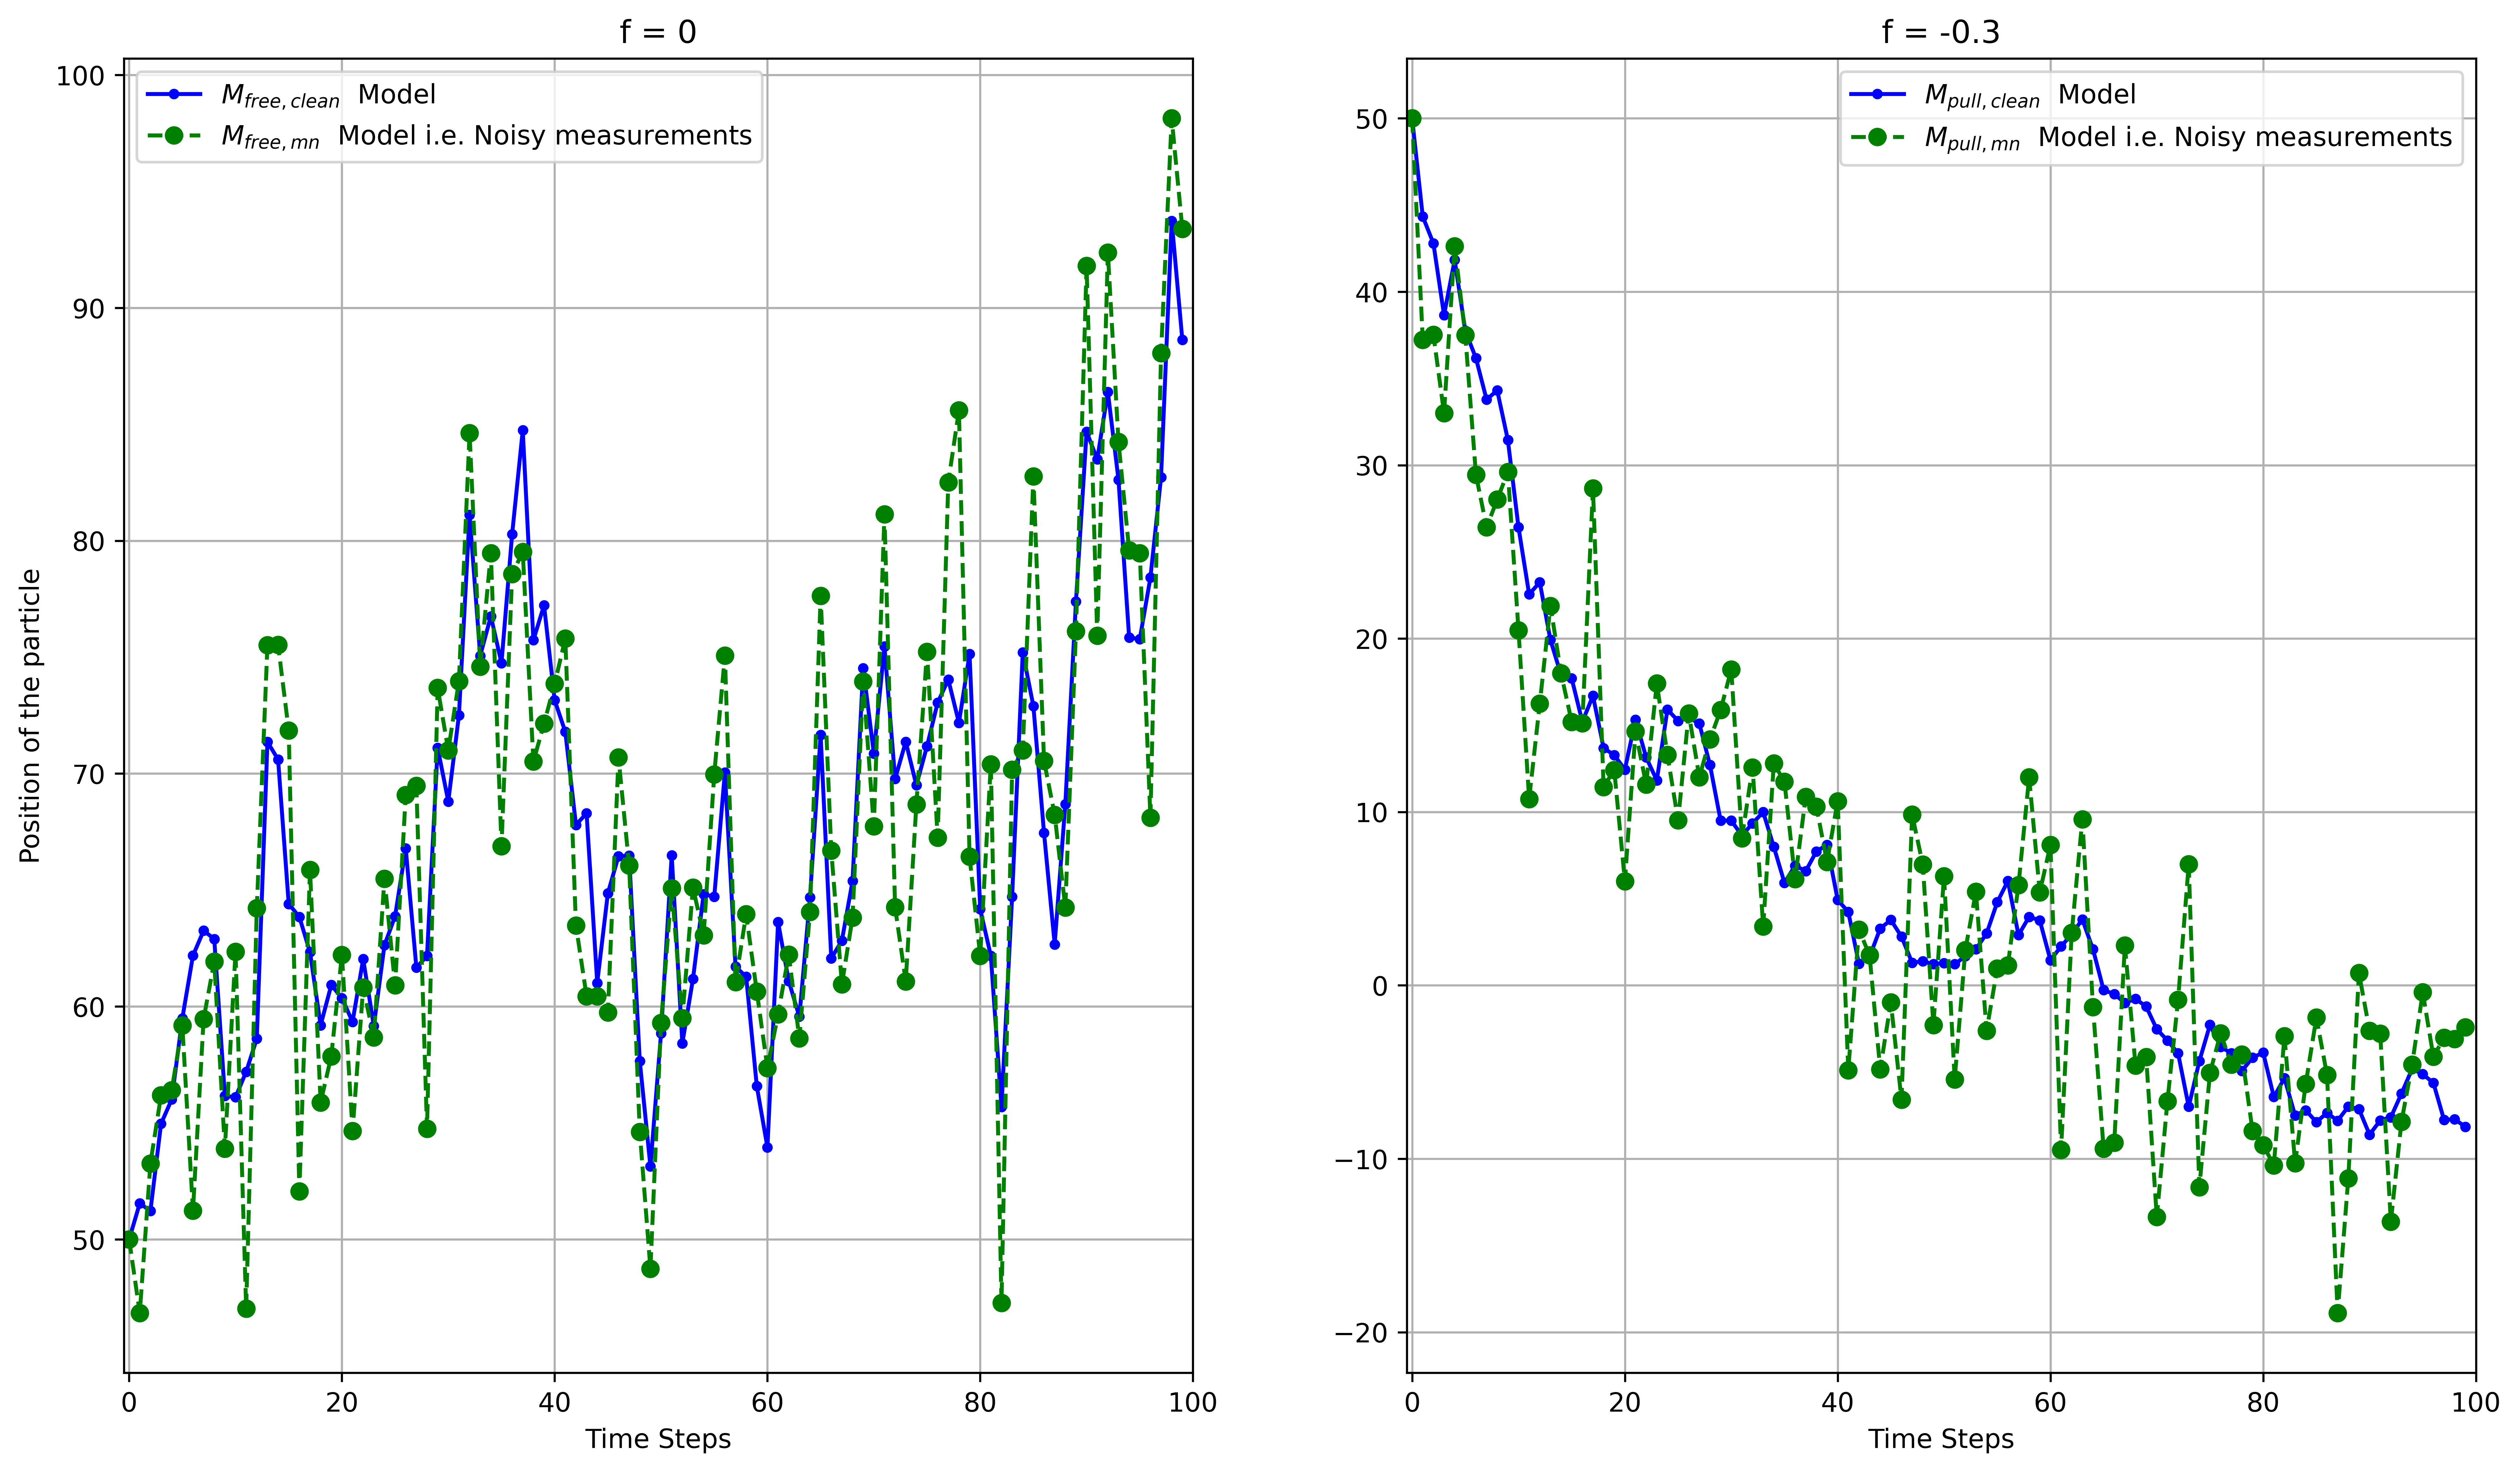 f = 0
100
90
80
70
60
50
Position of the particle
M_free,clean Model
M_free,mn Model i.e. Noisy measurements
0 20 40 60 80 100
Time Steps
f = -0.3
50
40
30
20
10
0
−10
−20
M_pull,clean Model
M_pull,mn Model i.e. Noisy measurements
0 20 40 60 80 100
Time Steps